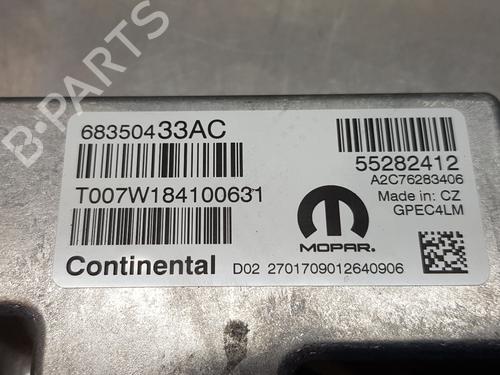 B-PARTS
68350433AC
T007W184100631
55282412
A2C76283406
Made in: CZ
GPEC4LM
MOPAR.
Continental D02 2701709012640906